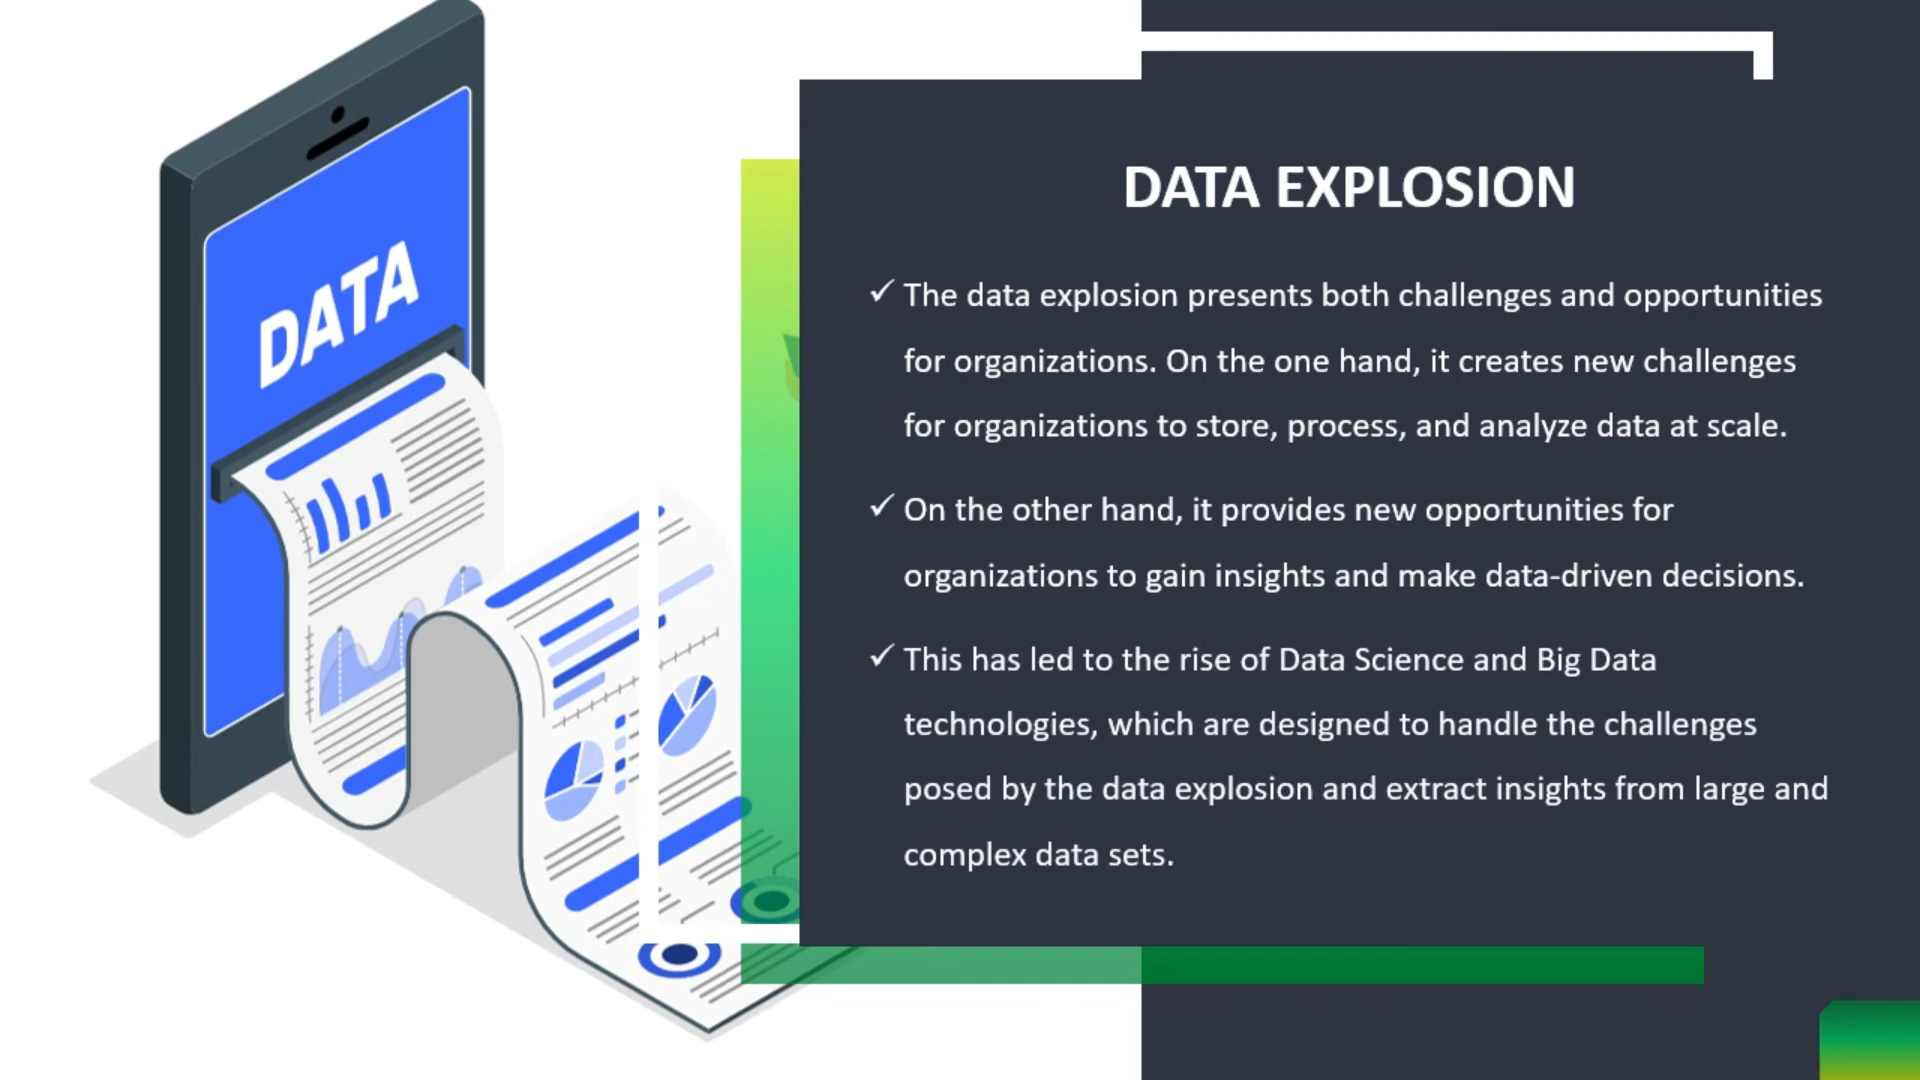 DATA
DATA EXPLOSION
✓ The data explosion presents both challenges and opportunities
for organizations. On the one hand, it creates new challenges
for organizations to store, process, and analyze data at scale.
✓ On the other hand, it provides new opportunities for
organizations to gain insights and make data-driven decisions.
✓ This has led to the rise of Data Science and Big Data
technologies, which are designed to handle the challenges
posed by the data explosion and extract insights from large and
complex data sets.